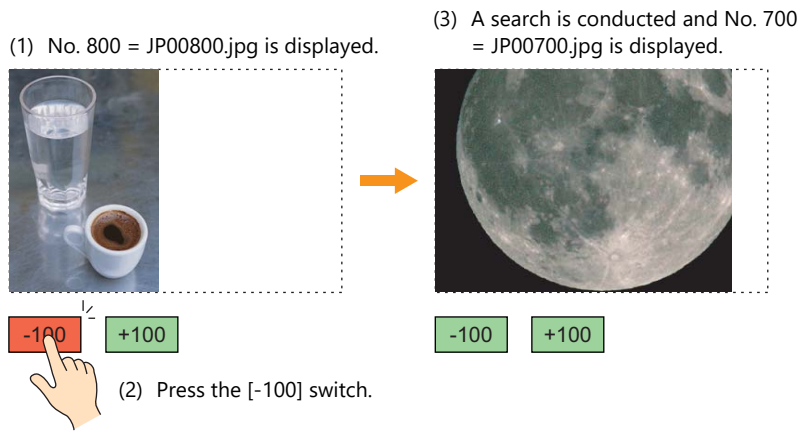 (1) No. 800 = JP00800.jpg is displayed.
-100
+100
(2) Press the [-100] switch.
(3) A search is conducted and No. 700
= JP00700.jpg is displayed.
-100
+100